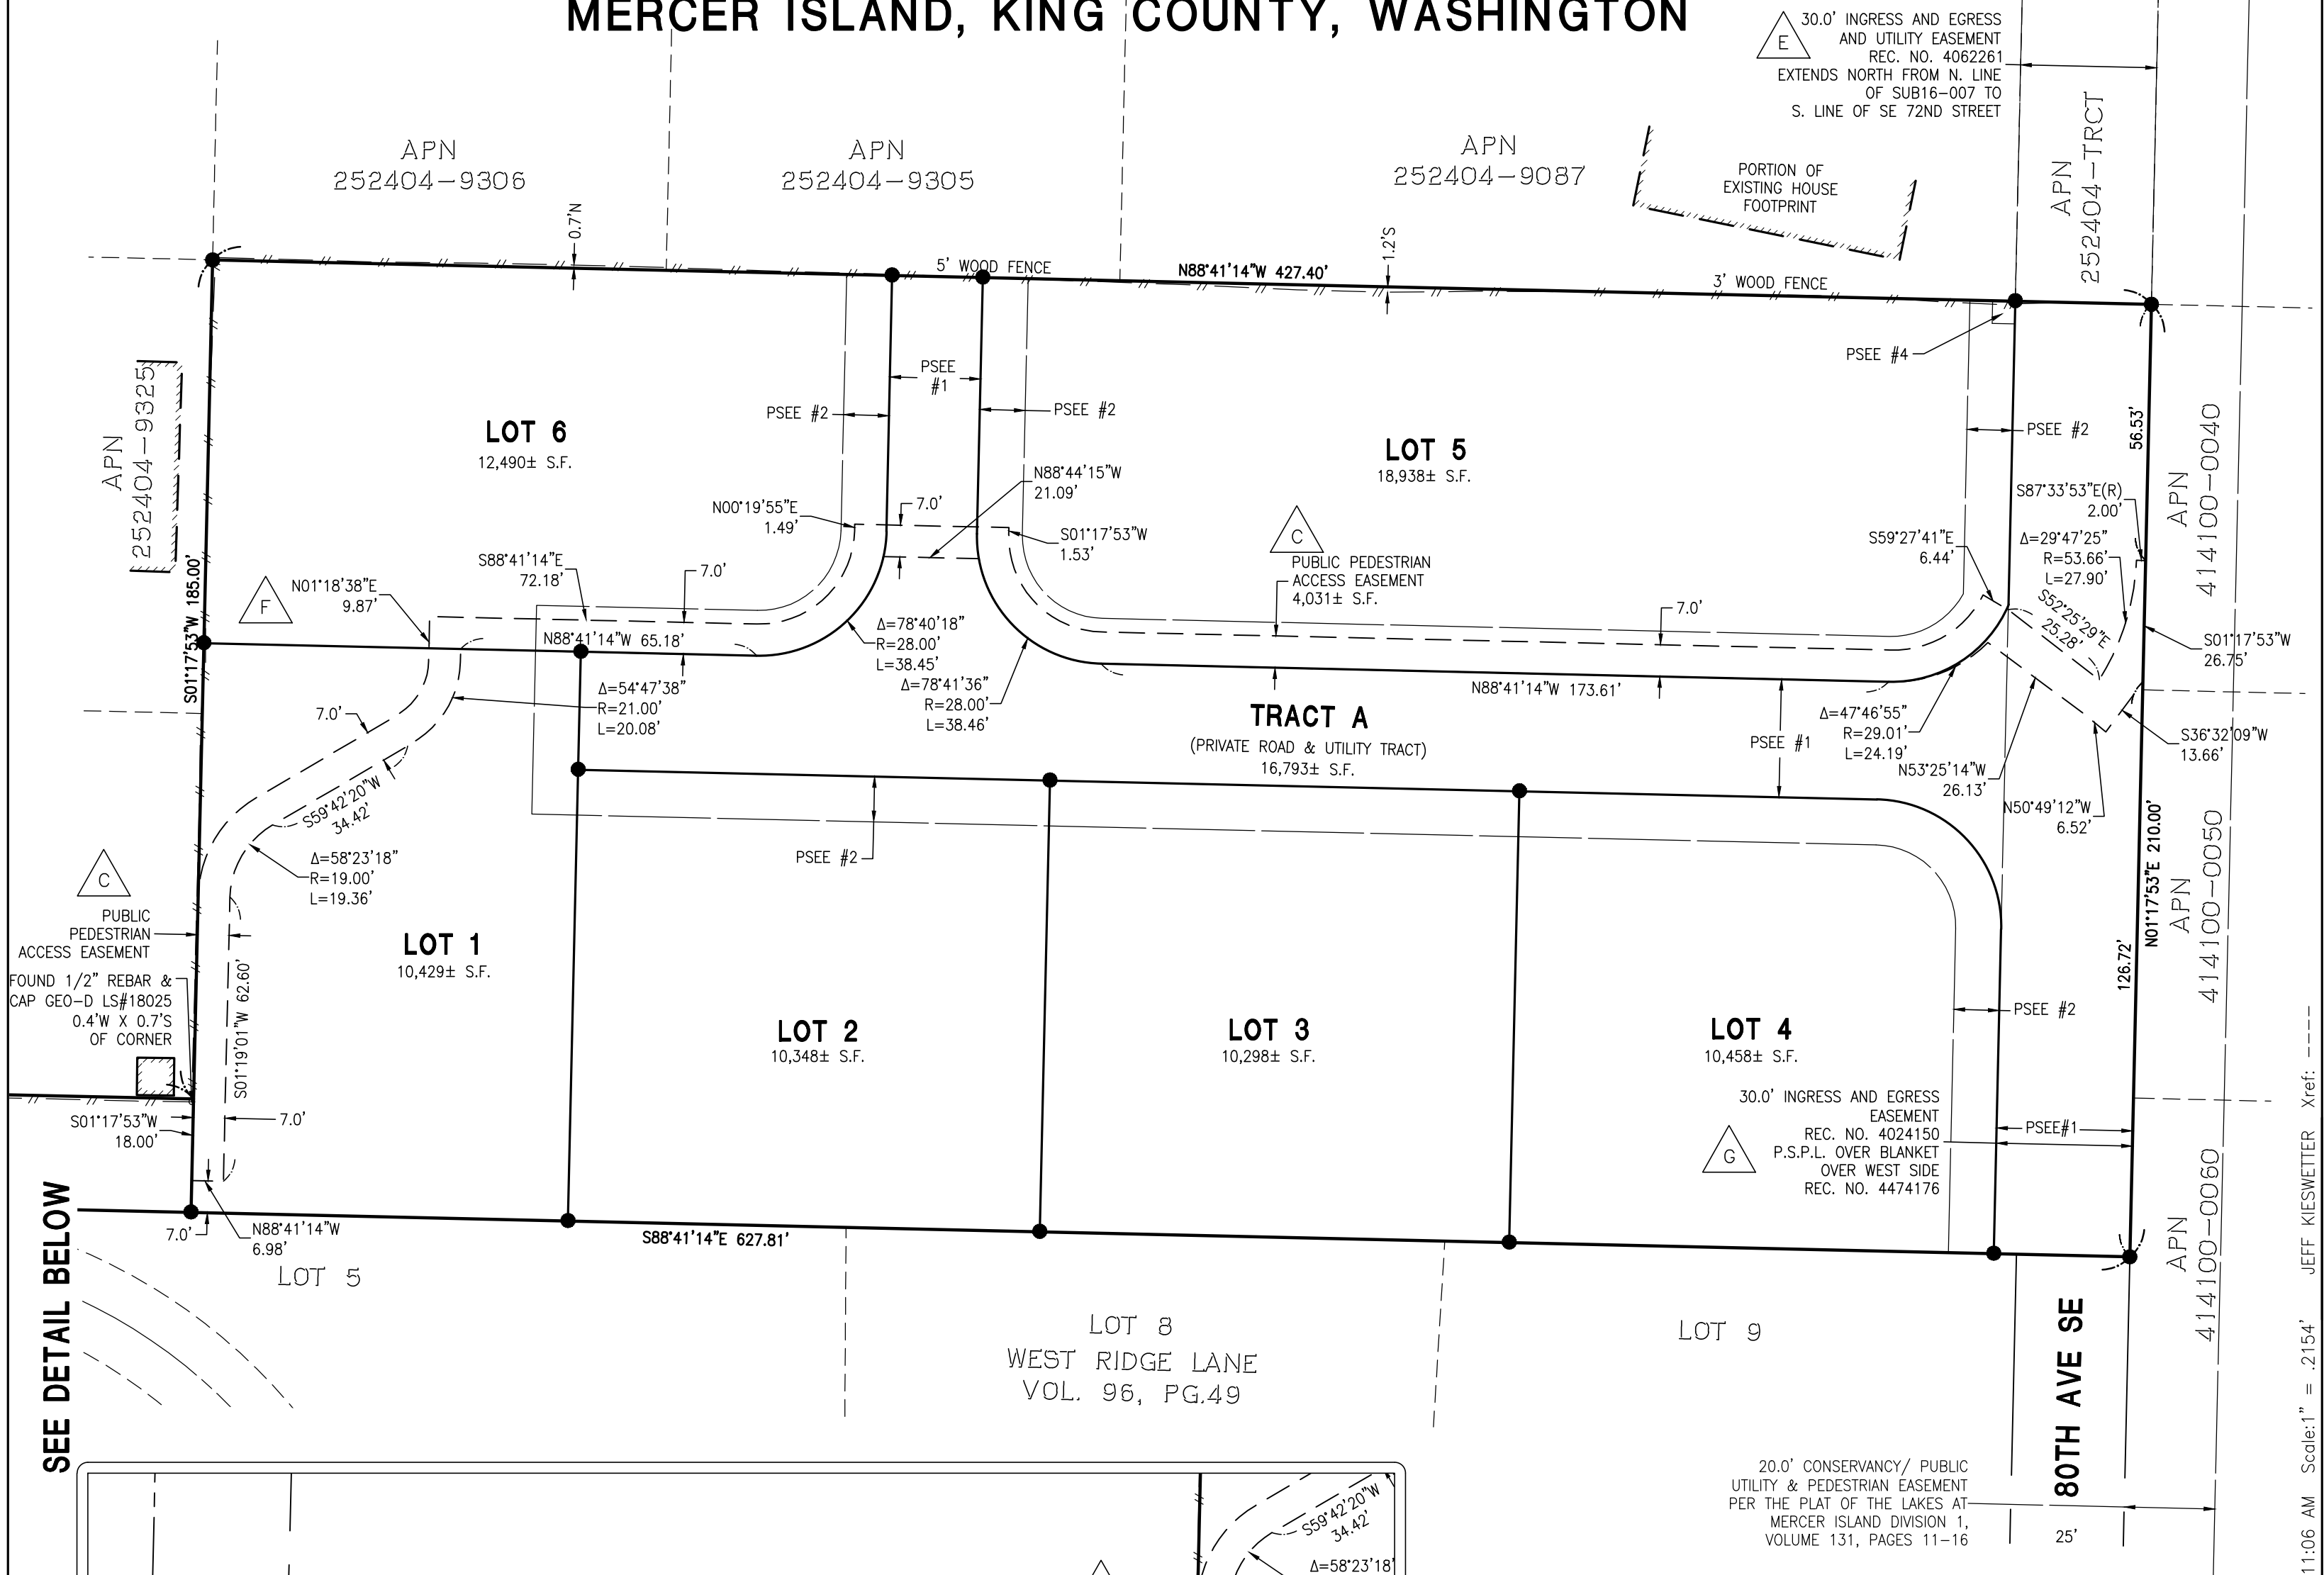 MERCER ISLAND, KING COUNTY, WASHINGTON
E
30.0' INGRESS AND EGRESS
AND UTILITY EASEMENT
REC. NO. 4062261
EXTENDS NORTH FROM N. LINE
OF SUB16-007 TO
S. LINE OF SE 72ND STREET
APN
252404-9306
APN
252404-9305
APN
252404-9087
PORTION OF
EXISTING HOUSE
FOOTPRINT
APN
252404-TRCT
0.7'N
5' WOOD FENCE
N88°41'14"W 427.40'
1.2'S
3' WOOD FENCE
PSEE #4
APN
252404-9325
PSEE
#1
PSEE #2
PSEE #2
PSEE #2
56.53'
APN
414100-0040
LOT 6
12,490± S.F.
LOT 5
18,938± S.F.
N88°44'15"W
21.09'
N00°19'55"E
1.49'
7.0'
S01°17'53"W
1.53'
C
PUBLIC PEDESTRIAN
ACCESS EASEMENT
4,031± S.F.
S87°33'53"E(R)
2.00'
S59°27'41"E
6.44'
Δ=29°47'25"
R=53.66'
L=27.90'
S52°25'29"E
25.28'
S01°17'53"W
26.75'
S01°17'53"W 185.00'
F
N01°18'38"E
9.87'
S88°41'14"E
72.18'
7.0'
7.0'
N88°41'14"W 65.18'
Δ=78°40'18"
R=28.00'
L=38.45'
Δ=78°41'36"
R=28.00'
L=38.46'
Δ=54°47'38"
R=21.00'
L=20.08'
7.0'
N88°41'14"W 173.61'
TRACT A
(PRIVATE ROAD & UTILITY TRACT)
16,793± S.F.
PSEE #1
Δ=47°46'55"
R=29.01'
L=24.19'
N53°25'14"W
26.13'
S36°32'09"W
13.66'
N50°49'12"W
6.52'
S59°42'20"W
34.42'
Δ=58°23'18"
R=19.00'
L=19.36'
PSEE #2
N01°17'53"E 210.00'
126.72'
APN
414100-0050
C
PUBLIC
PEDESTRIAN
ACCESS EASEMENT
FOUND 1/2" REBAR &
CAP GEO-D LS#18025
0.4'W X 0.7'S
OF CORNER
S01°19'01"W 62.60'
LOT 1
10,429± S.F.
LOT 2
10,348± S.F.
LOT 3
10,298± S.F.
LOT 4
10,458± S.F.
PSEE #2
G
30.0' INGRESS AND EGRESS
EASEMENT
REC. NO. 4024150
P.S.P.L. OVER BLANKET
OVER WEST SIDE
REC. NO. 4474176
PSEE#1
S01°17'53"W
18.00'
7.0'
7.0'
N88°41'14"W
6.98'
S88°41'14"E 627.81'
APN
414100-0060
SEE DETAIL BELOW
LOT 5
LOT 8
WEST RIDGE LANE
VOL. 96, PG.49
LOT 9
80TH AVE SE
20.0' CONSERVANCY/ PUBLIC
UTILITY & PEDESTRIAN EASEMENT
PER THE PLAT OF THE LAKES AT
MERCER ISLAND DIVISION 1,
VOLUME 131, PAGES 11-16
25'
S59°42'20"W
34.42'
Δ=58°23'18
11:06 AM Scale:1" = .2154' JEFF KIESWETTER Xref: ----